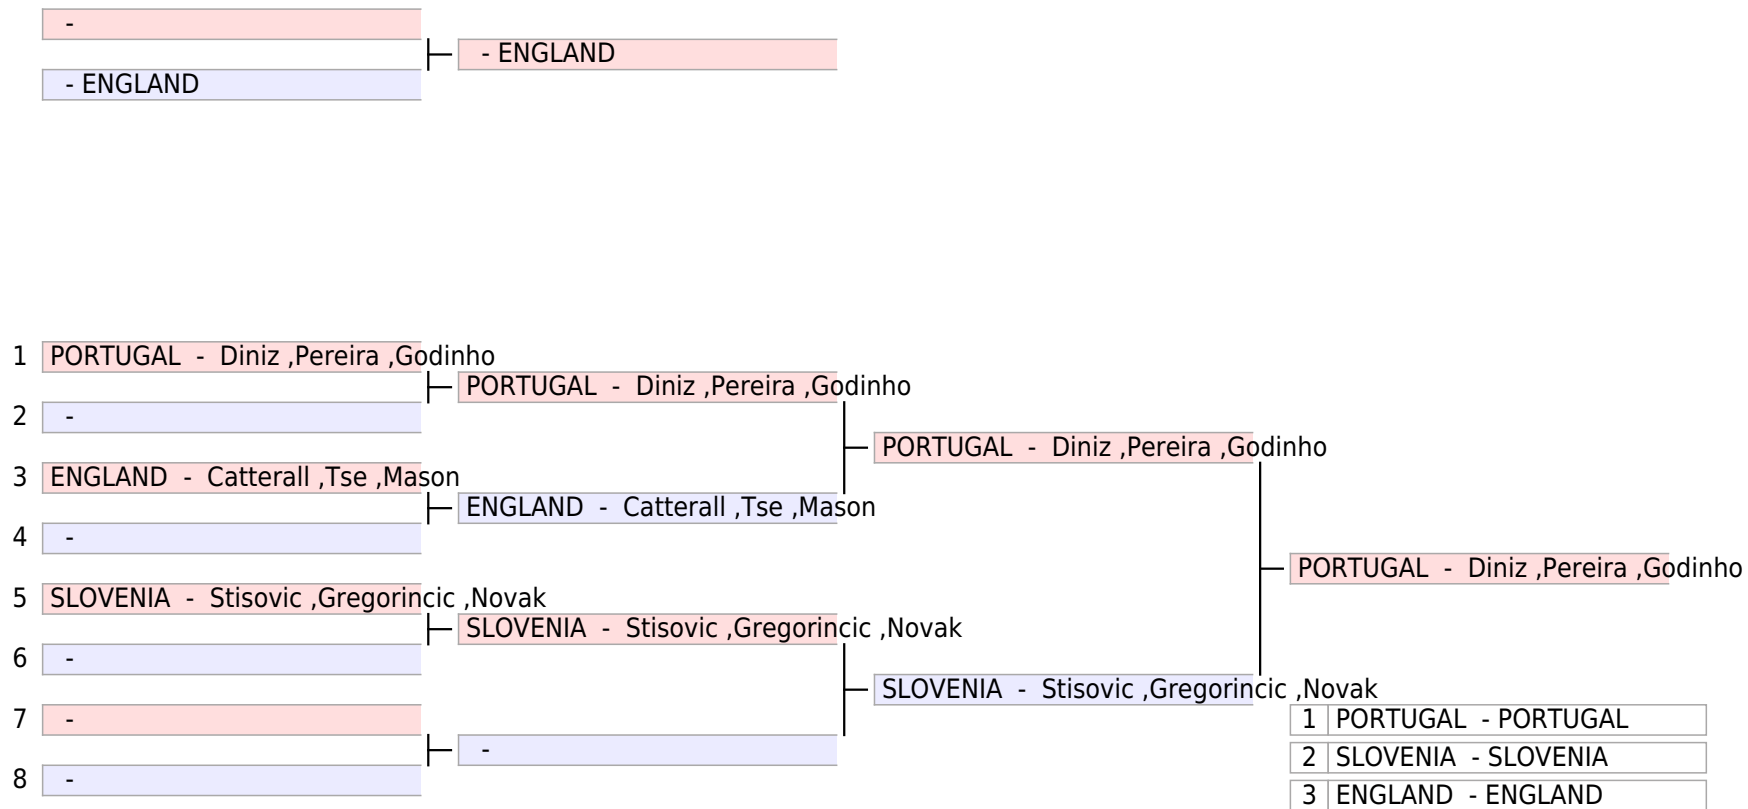 -
- ENGLAND
- ENGLAND
1 PORTUGAL - Diniz ,Pereira ,Godinho
PORTUGAL - Diniz ,Pereira ,Godinho
2 -
PORTUGAL - Diniz ,Pereira ,Godinho
3 ENGLAND - Catterall ,Tse ,Mason
ENGLAND - Catterall ,Tse ,Mason
4 -
PORTUGAL - Diniz ,Pereira ,Godinho
5 SLOVENIA - Stisovic ,Gregorincic ,Novak
SLOVENIA - Stisovic ,Gregorincic ,Novak
6 -
SLOVENIA - Stisovic ,Gregorincic ,Novak
7 -
-
8 -
1 PORTUGAL - PORTUGAL
2 SLOVENIA - SLOVENIA
3 ENGLAND - ENGLAND